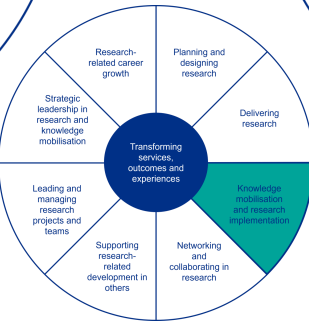 Research-
related career
growth
Planning and
designing
research
Delivering
research
Knowledge
mobilisation
and research
implementation
Networking
and
collaborating in
research
Supporting
research-
related
development in
others
Leading and
managing
research
projects and
teams
Strategic
leadership in
research and
knowledge
mobilisation
Transforming
services,
outcomes and
experiences